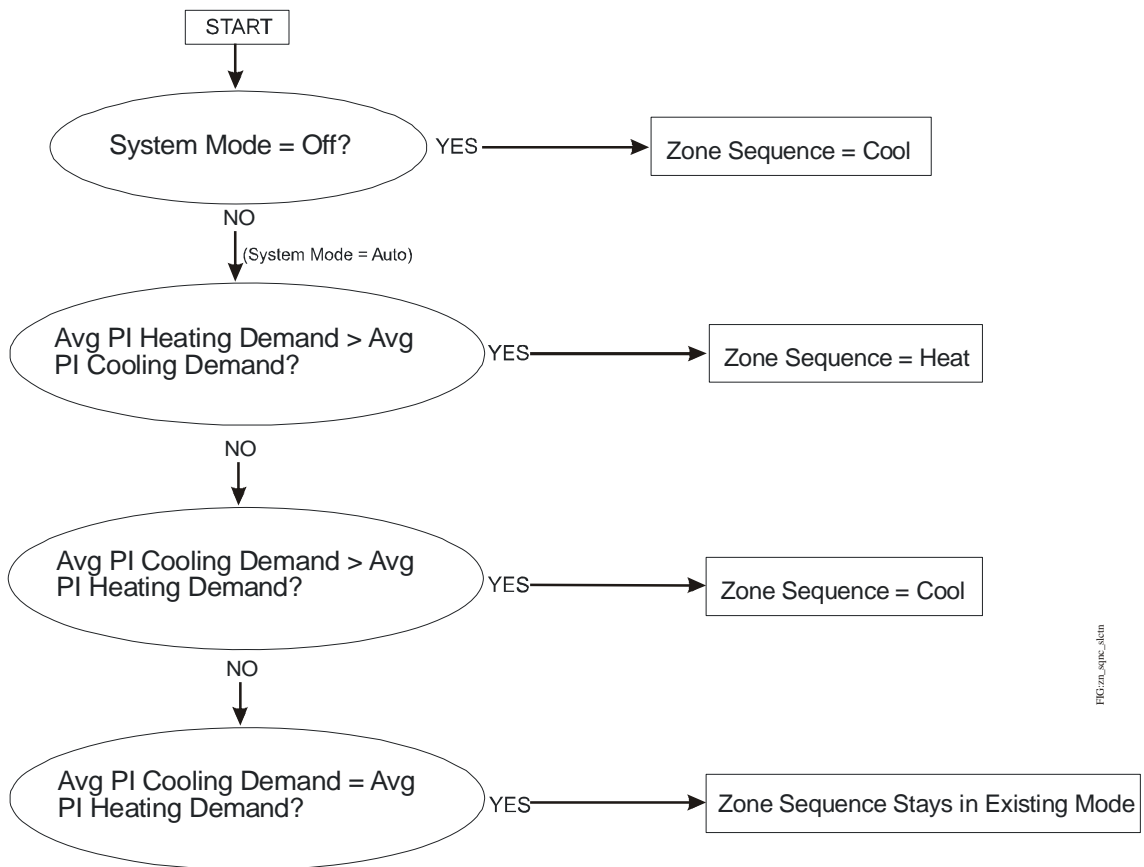 START
System Mode = Off?
YES
Zone Sequence = Cool
NO
(System Mode = Auto)
Avg PI Heating Demand > Avg
PI Cooling Demand?
YES
Zone Sequence = Heat
NO
Avg PI Cooling Demand > Avg
PI Heating Demand?
YES
Zone Sequence = Cool
NO
Avg PI Cooling Demand = Avg
PI Heating Demand?
YES
Zone Sequence Stays in Existing Mode
FIG:zn_sqnc_slctn